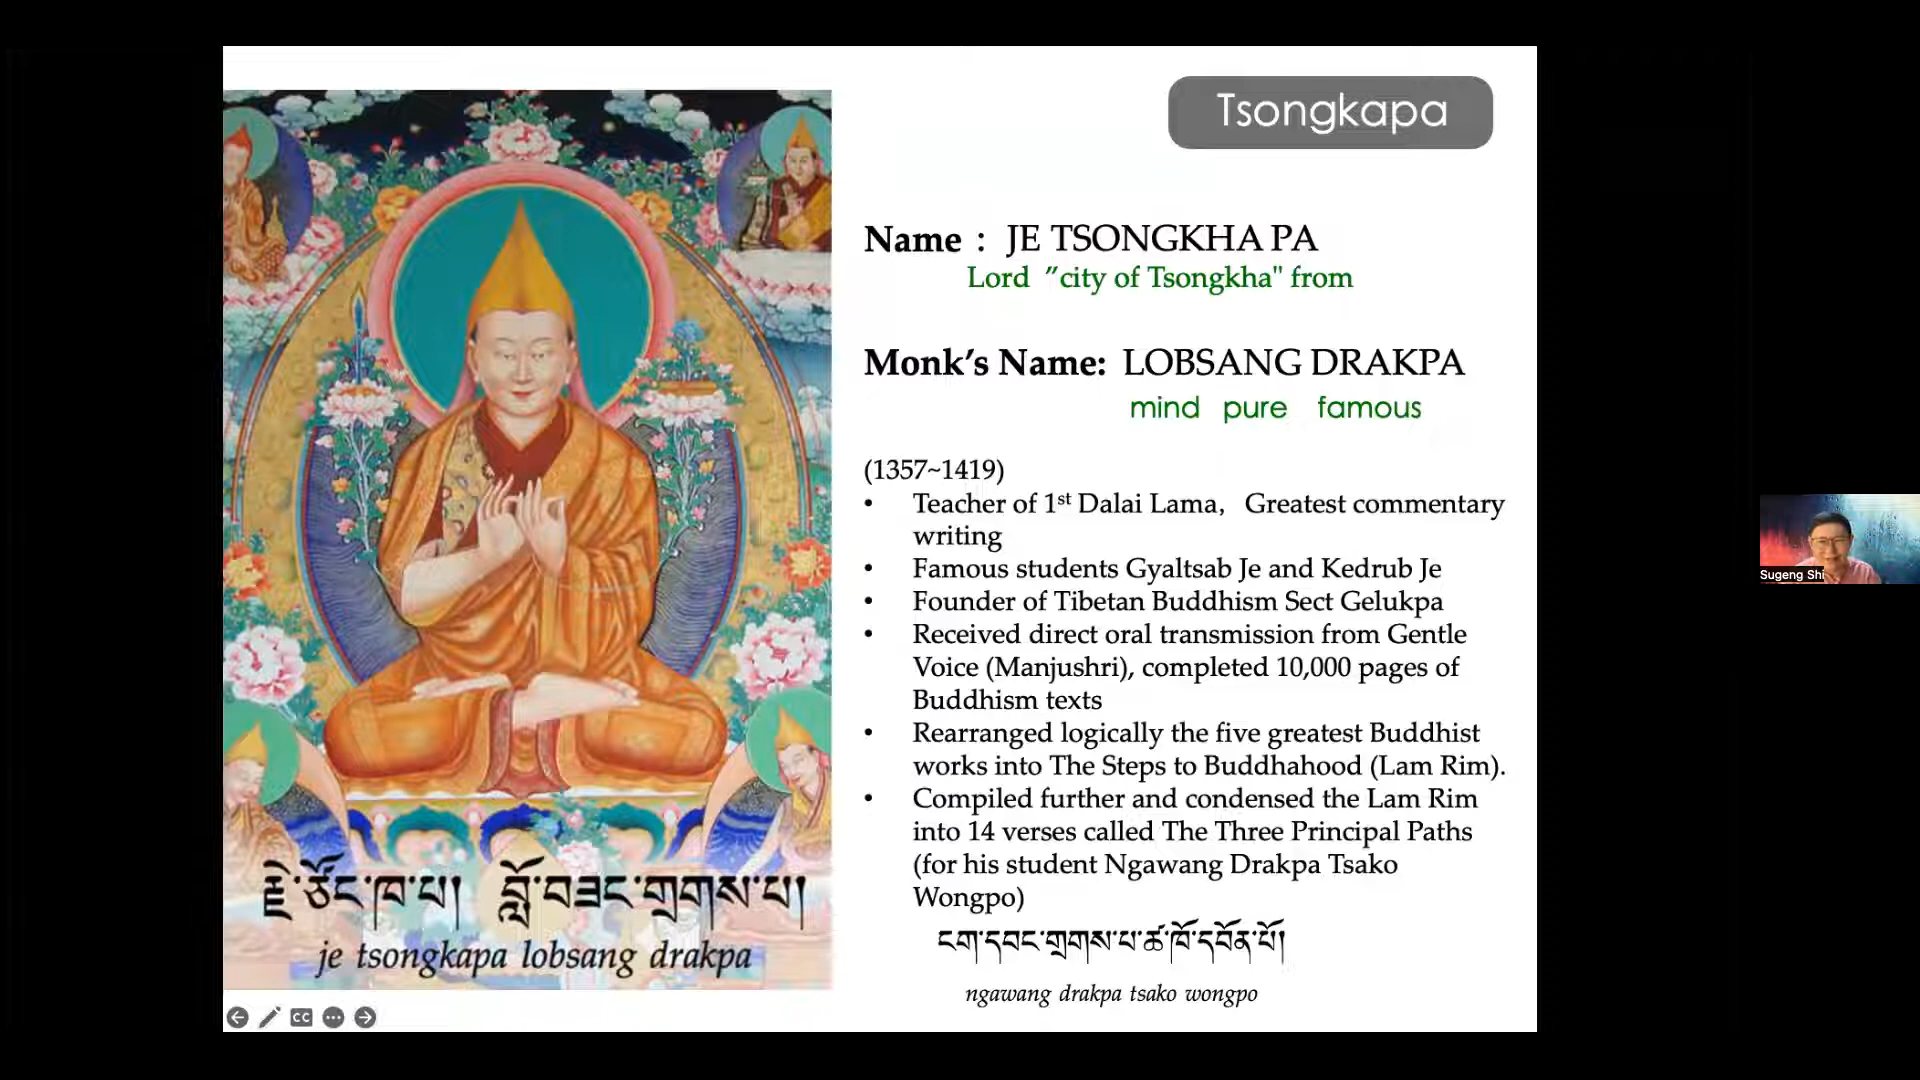 Tsongkapa
Name : JE TSONGKHA PA
Lord ″city of Tsongkha" from
Monk’s Name: LOBSANG DRAKPA
mind pure famous
(1357~1419)
• Teacher of 1st Dalai Lama, Greatest commentary
writing
• Famous students Gyaltsab Je and Kedrub Je
• Founder of Tibetan Buddhism Sect Gelukpa
• Received direct oral transmission from Gentle
Voice (Manjushri), completed 10,000 pages of
Buddhism texts
• Rearranged logically the five greatest Buddhist
works into The Steps to Buddhahood (Lam Rim).
• Compiled further and condensed the Lam Rim
into 14 verses called The Three Principal Paths
(for his student Ngawang Drakpa Tsako
Wongpo)
ངག་དབང་གྲགས་པ་ཚ་ཁོ་དབོན་པོ།
ngawang drakpa tsako wongpo
རྗེ་ཙོང་ཁ་པ། བློ་བཟང་གྲགས་པ།
je tsongkapa lobsang drakpa
CC
Sugeng Shi